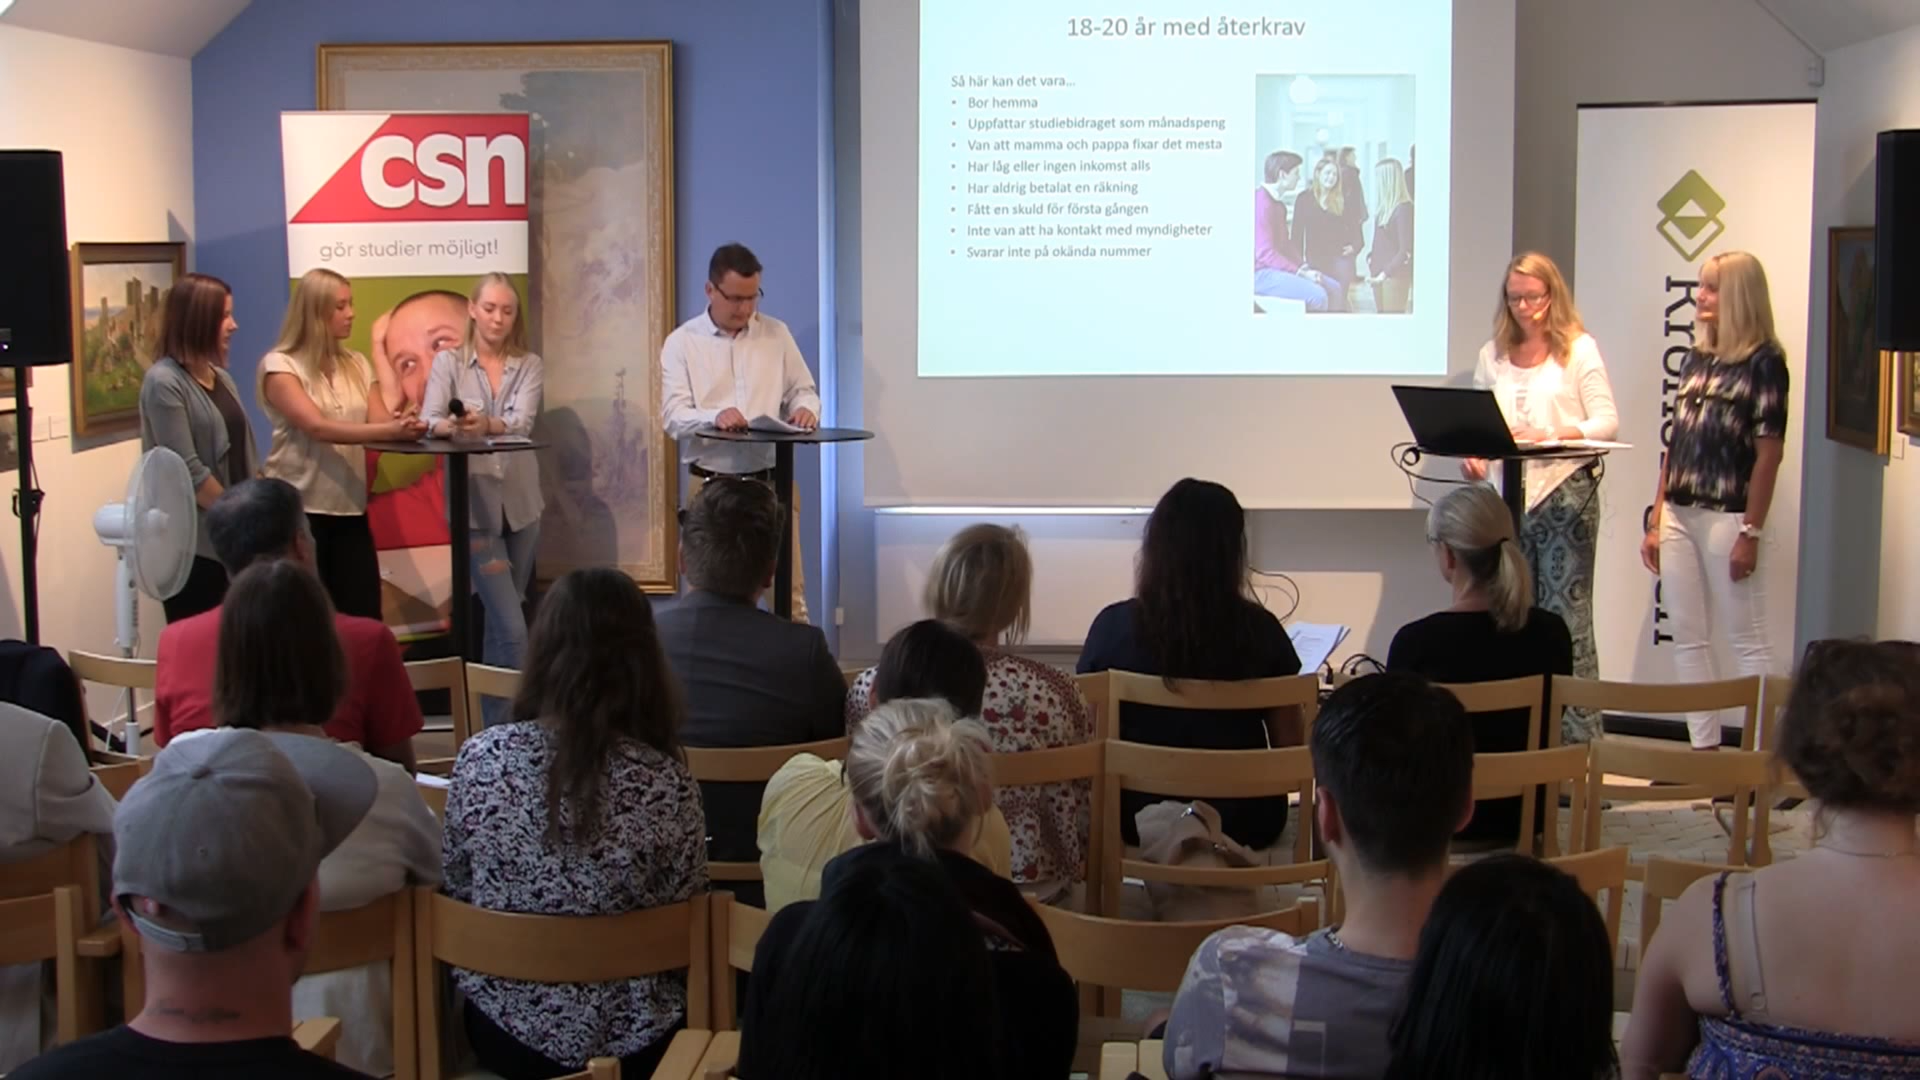 18-20 år med återkrav
Så här kan det vara...
• Bor hemma
• Uppfattar studiebidraget som månadspeng
• Van att mamma och pappa fixar det mesta
• Har låg eller ingen inkomst alls
• Har aldrig betalat en räkning
• Fått en skuld för första gången
• Inte van att ha kontakt med myndigheter
• Svarar inte på okända nummer
csn
gör studier möjligt!